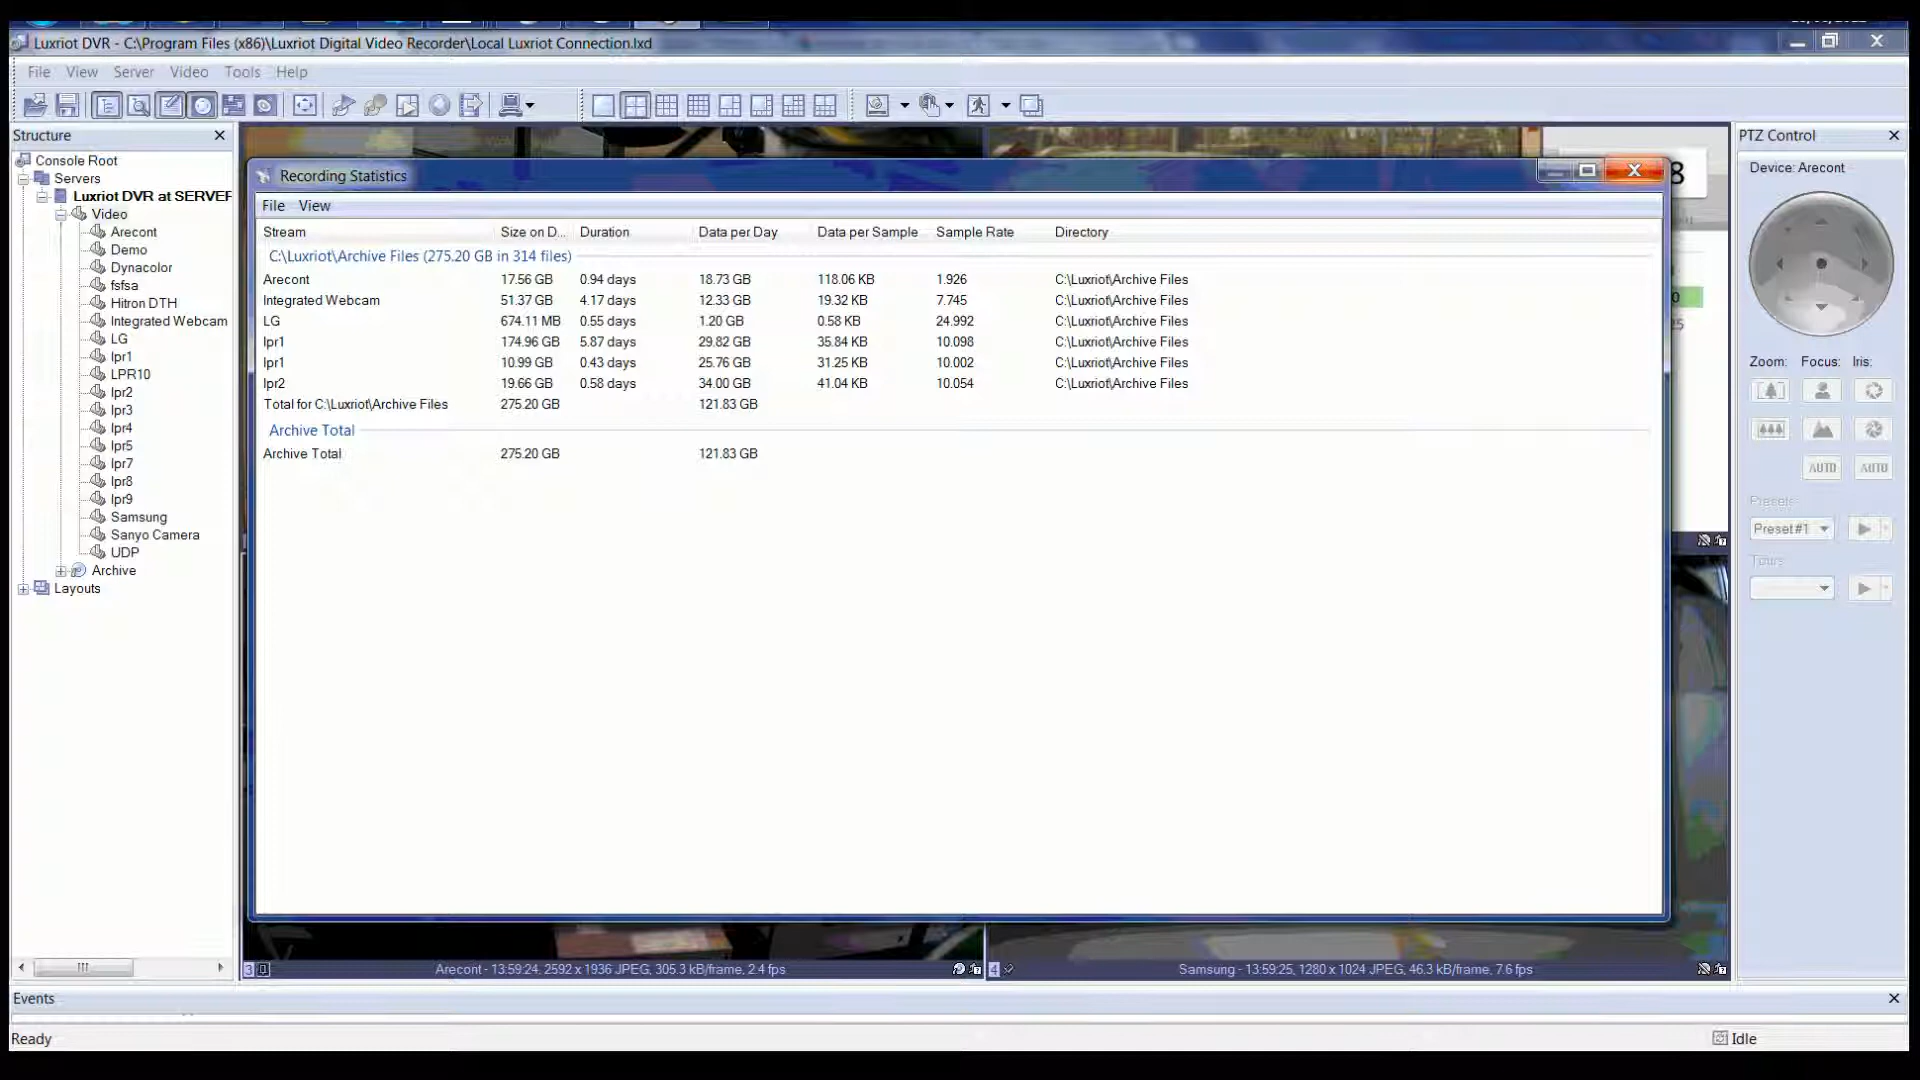 Luxriot DVR - C:\Program Files (x86)\Luxriot Digital Video Recorder\Local Luxriot Connection.lxd
File View Server Video Tools Help
Structure
Console Root
Servers
Luxriot DVR at SERVER
Video
Arecont
Demo
Dynacolor
fsfsa
Hitron DTH
Integrated Webcam
LG
lpr1
LPR10
lpr2
lpr3
lpr4
lpr5
lpr7
lpr8
lpr9
Samsung
Sanyo Camera
UDP
Archive
Layouts
Recording Statistics
File View
Stream Size on D... Duration Data per Day Data per Sample Sample Rate Directory
C:\Luxriot\Archive Files (275.20 GB in 314 files)
Arecont 17.56 GB 0.94 days 18.73 GB 118.06 KB 1.926 C:\Luxriot\Archive Files
Integrated Webcam 51.37 GB 4.17 days 12.33 GB 19.32 KB 7.745 C:\Luxriot\Archive Files
LG 674.11 MB 0.55 days 1.20 GB 0.58 KB 24.992 C:\Luxriot\Archive Files
lpr1 174.96 GB 5.87 days 29.82 GB 35.84 KB 10.098 C:\Luxriot\Archive Files
lpr1 10.99 GB 0.43 days 25.76 GB 31.25 KB 10.002 C:\Luxriot\Archive Files
lpr2 19.66 GB 0.58 days 34.00 GB 41.04 KB 10.054 C:\Luxriot\Archive Files
Total for C:\Luxriot\Archive Files 275.20 GB 121.83 GB
Archive Total
Archive Total 275.20 GB 121.83 GB
8
0
25
PTZ Control
Device: Arecont
Zoom: Focus: Iris:
AUTO AUTO
Presets:
Preset #1
Tours:
3 Arecont - 13:59:24, 2592 x 1936 JPEG, 305.3 kB/frame, 2.4 fps
4 Samsung - 13:59:25, 1280 x 1024 JPEG, 46.3 kB/frame, 7.6 fps
Events
Ready Idle